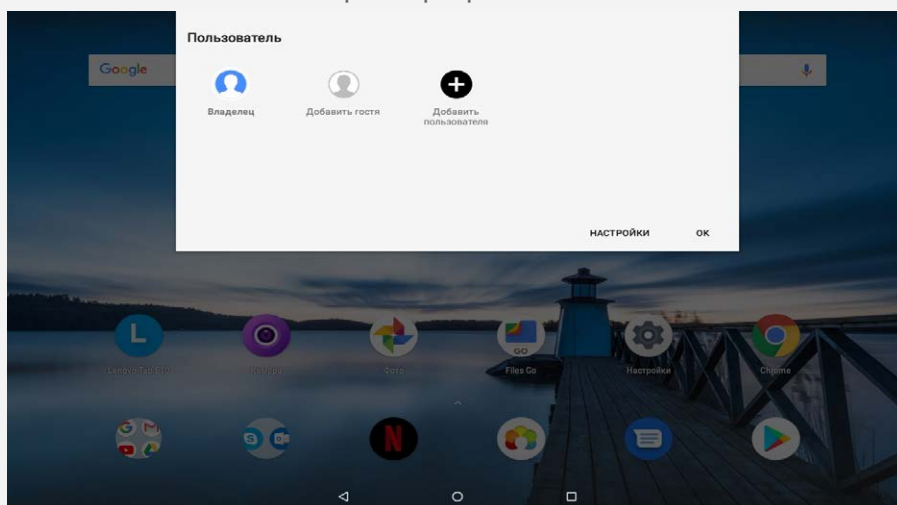 Пользователь
Google
Владелец
Добавить гостя
Добавить
пользователя
НАСТРОЙКИ
ОК
L
GO
Lenovo Tab E10
Фото
Files Go
Настройки
Chrome
G M
S
N